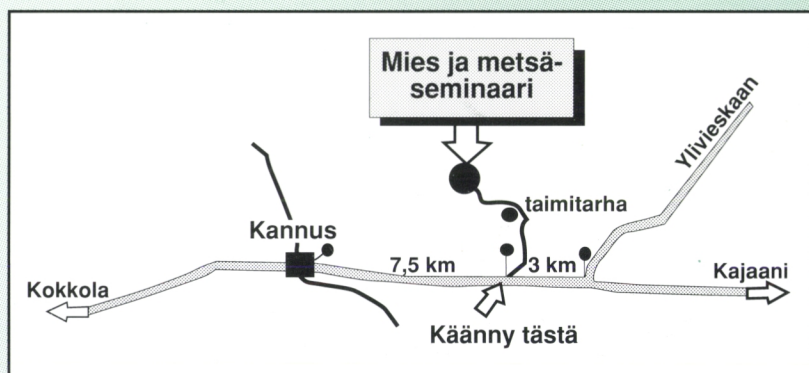 Mies ja metsä-
seminaari
Ylivieskaan
taimitarha
Kannus
7,5 km
3 km
Kajaani
Kokkola
Käänny tästä